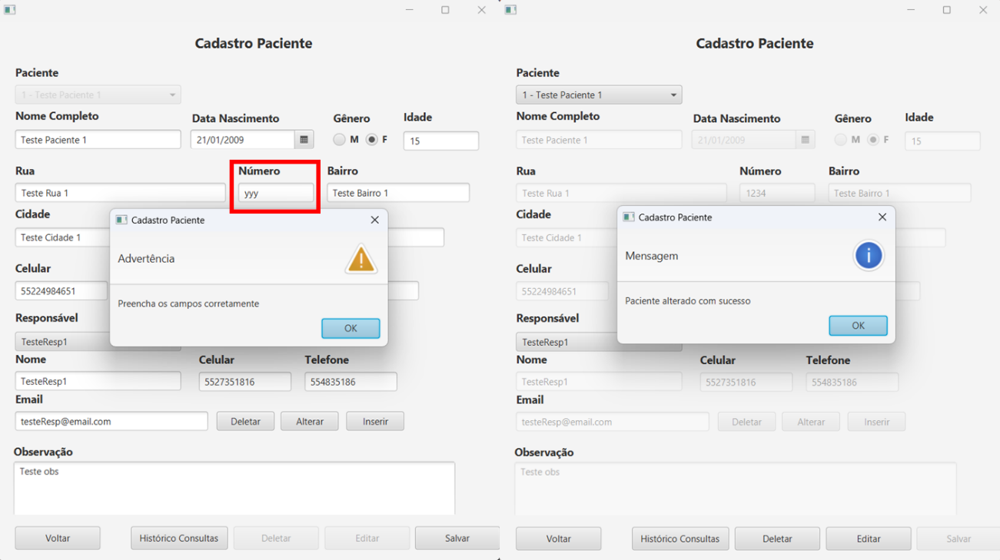 Cadastro Paciente
Paciente
1 - Teste Paciente 1
Nome Completo
Data Nascimento
Gênero
Idade
Teste Paciente 1
21/01/2009
M
F
15
Rua
Número
Bairro
Teste Rua 1
yyy
Teste Bairro 1
Cidade
Teste Cidade 1
Cadastro Paciente
Advertência
Preencha os campos corretamente
OK
Celular
55224984651
Responsável
TesteResp1
Nome
Celular
Telefone
TesteResp1
5527351816
554835186
Email
testeResp@email.com
Deletar
Alterar
Inserir
Observação
Teste obs
Voltar
Histórico Consultas
Deletar
Editar
Salvar
Cadastro Paciente
Paciente
1 - Teste Paciente 1
Nome Completo
Data Nascimento
Gênero
Idade
Teste Paciente 1
21/01/2009
M
F
15
Rua
Número
Bairro
Teste Rua 1
1234
Teste Bairro 1
Cidade
Teste Cidade 1
Cadastro Paciente
Mensagem
Paciente alterado com sucesso
OK
Celular
55224984651
Responsável
TesteResp1
Nome
Celular
Telefone
TesteResp1
5527351816
554835186
Email
testeResp@email.com
Deletar
Alterar
Inserir
Observação
Teste obs
Voltar
Histórico Consultas
Deletar
Editar
Salvar